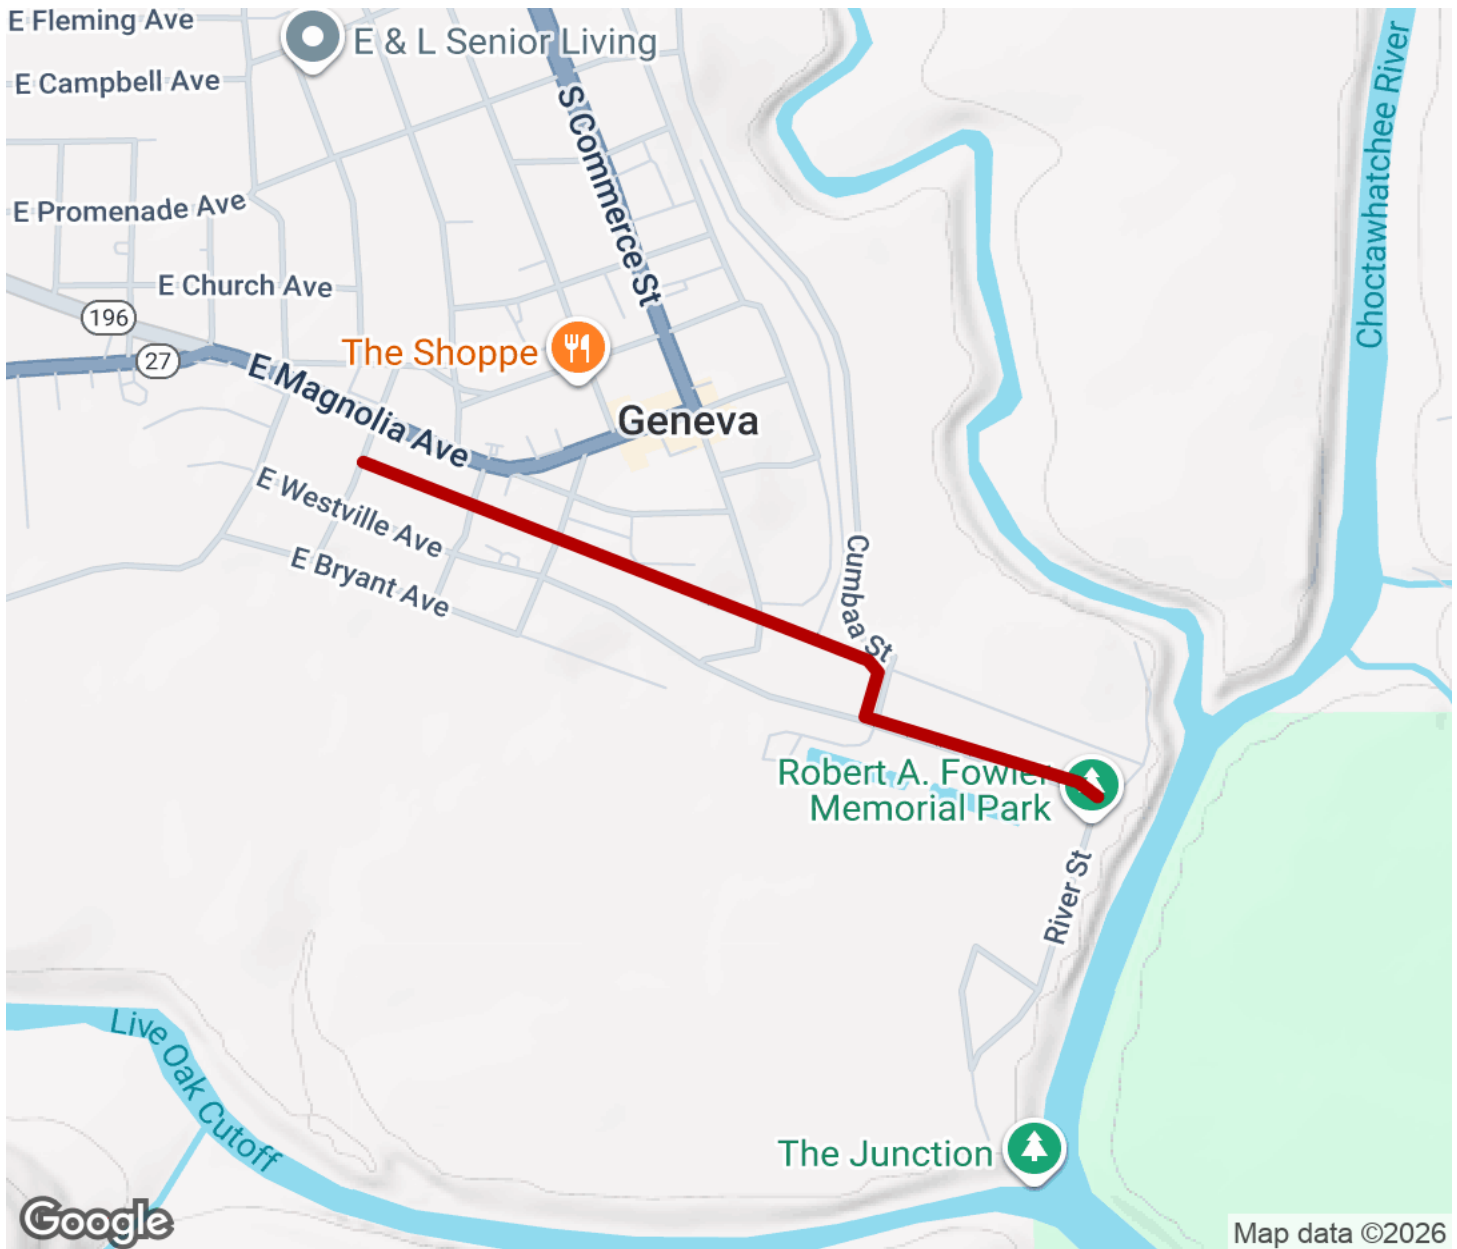 E Fleming Ave
E & L Senior Living
E Campbell Ave
S Commerce St
Choctawhatchee River
E Promenade Ave
E Church Ave
196
27
The Shoppe
E Magnolia Ave
Geneva
E Westville Ave
E Bryant Ave
Cumbaa St
Robert A. Fowler
Memorial Park
River St
Live Oak Cutoff
The Junction
Google
Map data ©2026